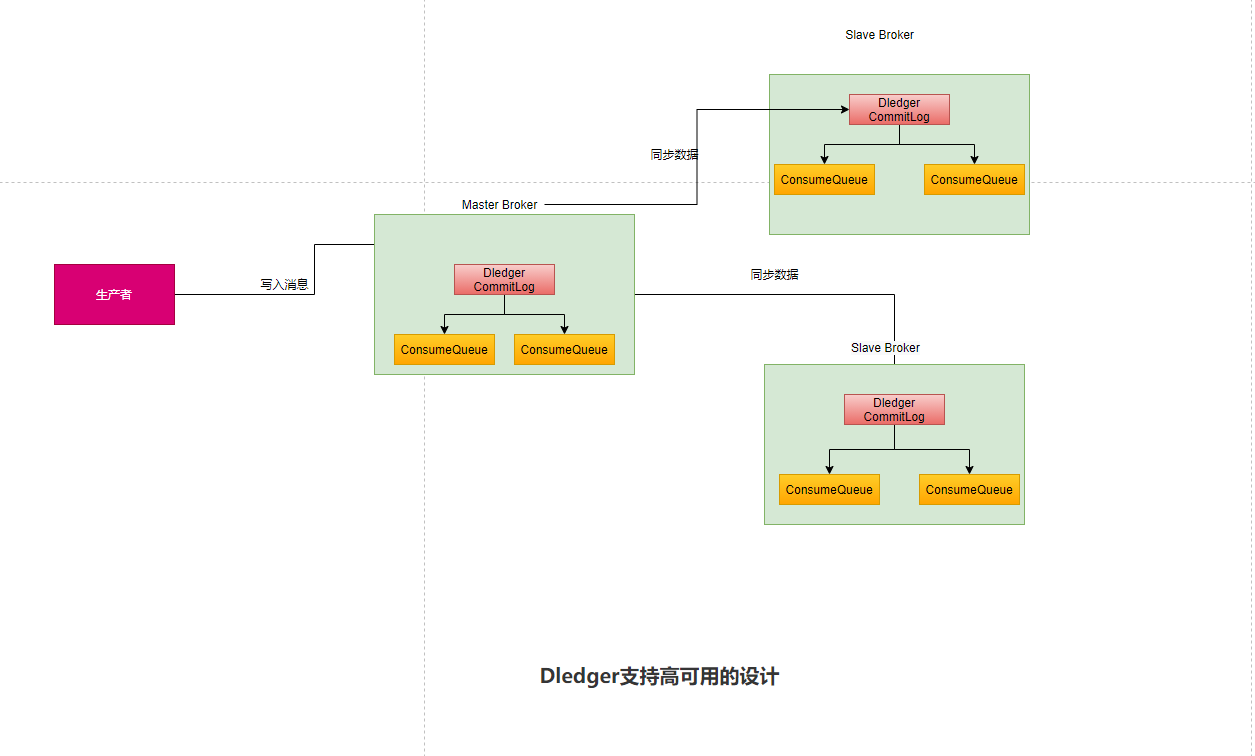 Slave Broker
Dledger
CommitLog
ConsumeQueue
ConsumeQueue
同步数据
Master Broker
Dledger
CommitLog
ConsumeQueue
ConsumeQueue
生产者
写入消息
同步数据
Slave Broker
Dledger
CommitLog
ConsumeQueue
ConsumeQueue
Dledger支持高可用的设计